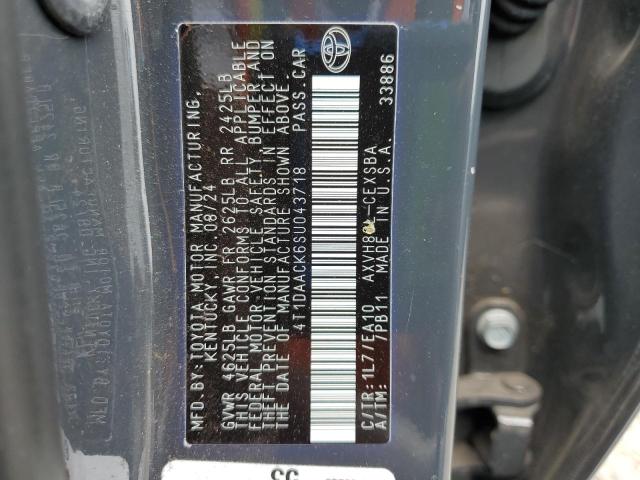 MFD.BY:TOYOTA MOTOR MANUFACTURING,
KENTUCKY, INC. 08/24
GVWR 4625LB GAWR FR 2625LB RR 2425LB
THIS VEHICLE CONFORMS TO ALL APPLICABLE
FEDERAL MOTOR VEHICLE SAFETY, BUMPER, AND
THEFT PREVENTION STANDARDS IN EFFECT ON
THE DATE OF MANUFACTURE SHOWN ABOVE.
4T1DAACK6SU043718 PASS.CAR
C/TR:1L7/FA10 AXVH8 -CEXSBA
A/TM: /PB11 MADE IN U.S.A.
33886